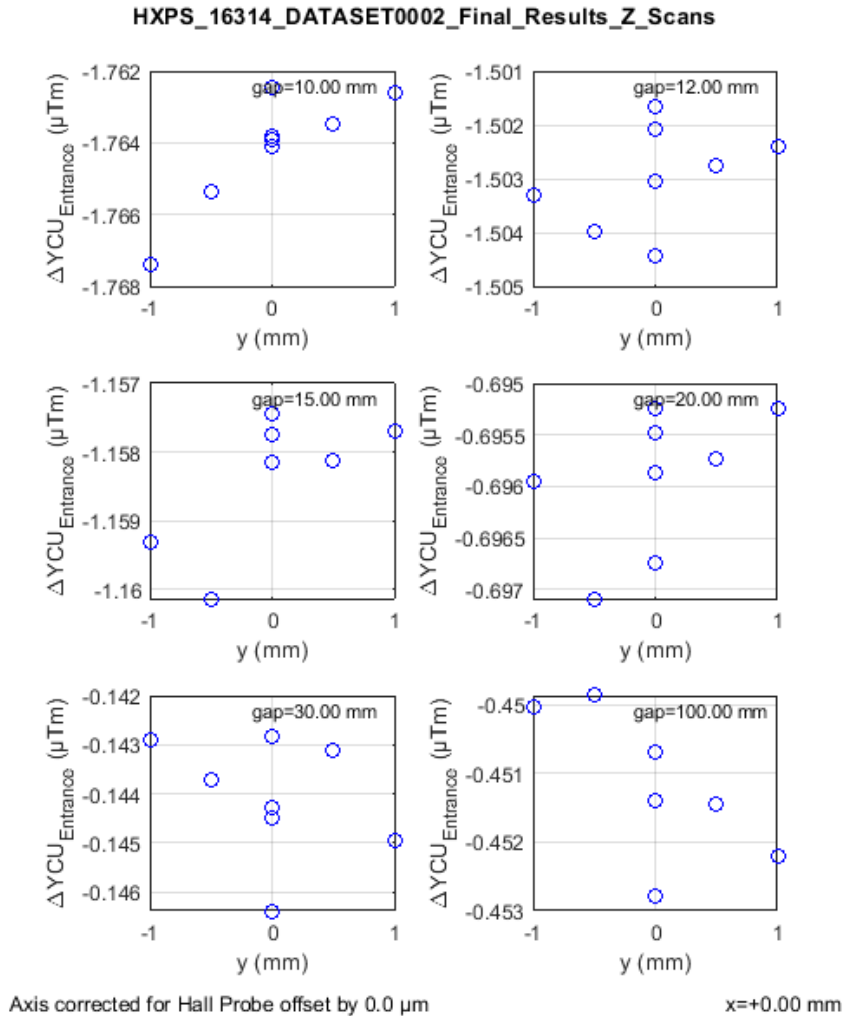 HXPS_16314_DATASET0002_Final_Results_Z_Scans
gap=10.00 mm
ΔYCU_Entrance (µTm)
-1.762
-1.764
-1.766
-1.768
-1 0 1
y (mm)
gap=12.00 mm
ΔYCU_Entrance (µTm)
-1.501
-1.502
-1.503
-1.504
-1.505
-1 0 1
y (mm)
gap=15.00 mm
ΔYCU_Entrance (µTm)
-1.157
-1.158
-1.159
-1.16
-1 0 1
y (mm)
gap=20.00 mm
ΔYCU_Entrance (µTm)
-0.695
-0.6955
-0.696
-0.6965
-0.697
-1 0 1
y (mm)
gap=30.00 mm
ΔYCU_Entrance (µTm)
-0.142
-0.143
-0.144
-0.145
-0.146
-1 0 1
y (mm)
gap=100.00 mm
ΔYCU_Entrance (µTm)
-0.45
-0.451
-0.452
-0.453
-1 0 1
y (mm)
Axis corrected for Hall Probe offset by 0.0 µm
x=+0.00 mm